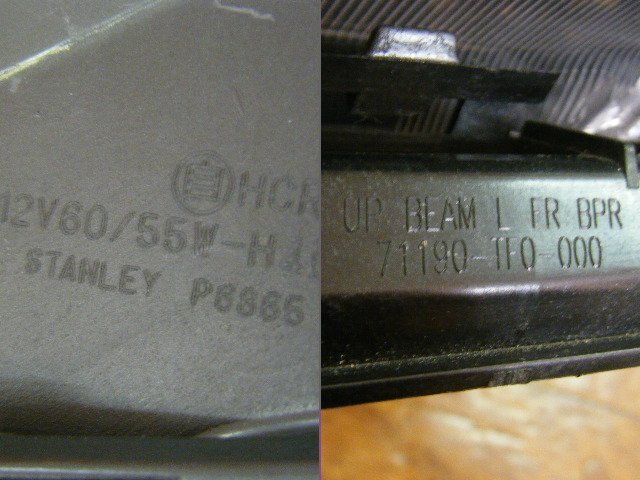 HCR
12V60/55W-H
STANLEY P6865
UP BEAM L FR BPR
71190-TF0-000